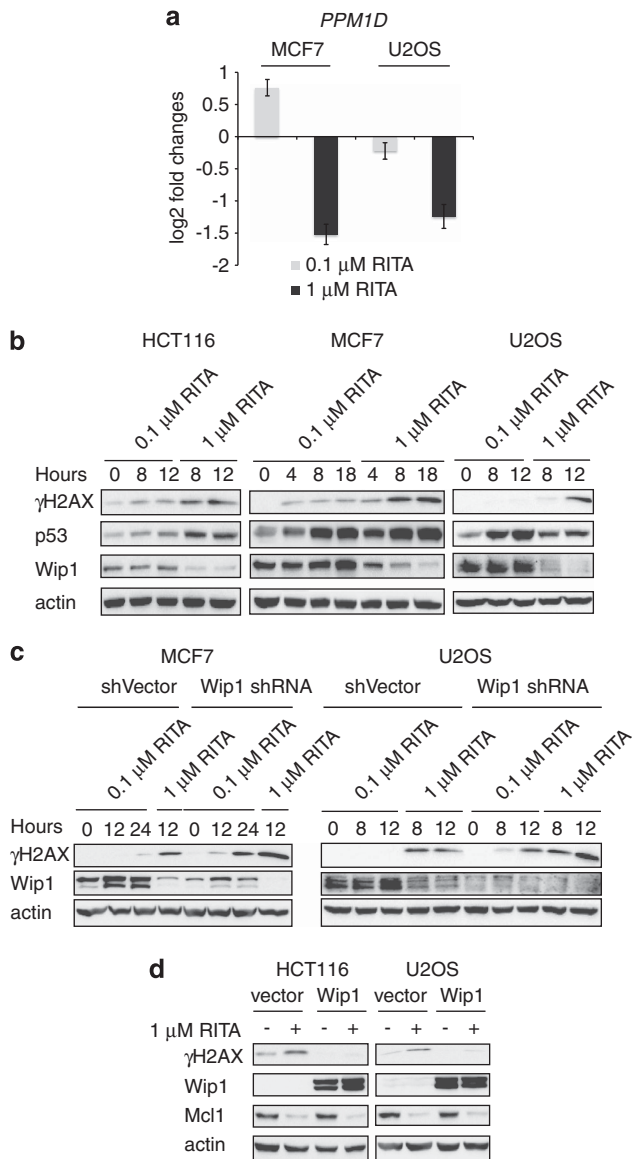 a
PPM1D
MCF7 U2OS
log2 fold changes
1
0.5
0
-0.5
-1
-1.5
-2
0.1 μM RITA
1 μM RITA
b
HCT116 MCF7 U2OS
0.1 μM RITA 1 μM RITA 0.1 μM RITA 1 μM RITA 0.1 μM RITA 1 μM RITA
Hours 0 8 12 8 12 0 4 8 18 4 8 18 0 8 12 8 12
γH2AX
p53
Wip1
actin
c
MCF7 U2OS
shVector Wip1 shRNA shVector Wip1 shRNA
0.1 μM RITA 1 μM RITA 0.1 μM RITA 1 μM RITA 0.1 μM RITA 1 μM RITA 0.1 μM RITA 1 μM RITA
Hours 0 12 24 12 0 12 24 12 0 8 12 8 12 0 8 12 8 12
γH2AX
Wip1
actin
d
HCT116 U2OS
vector Wip1 vector Wip1
1 μM RITA - + - + - + - +
γH2AX
Wip1
Mcl1
actin